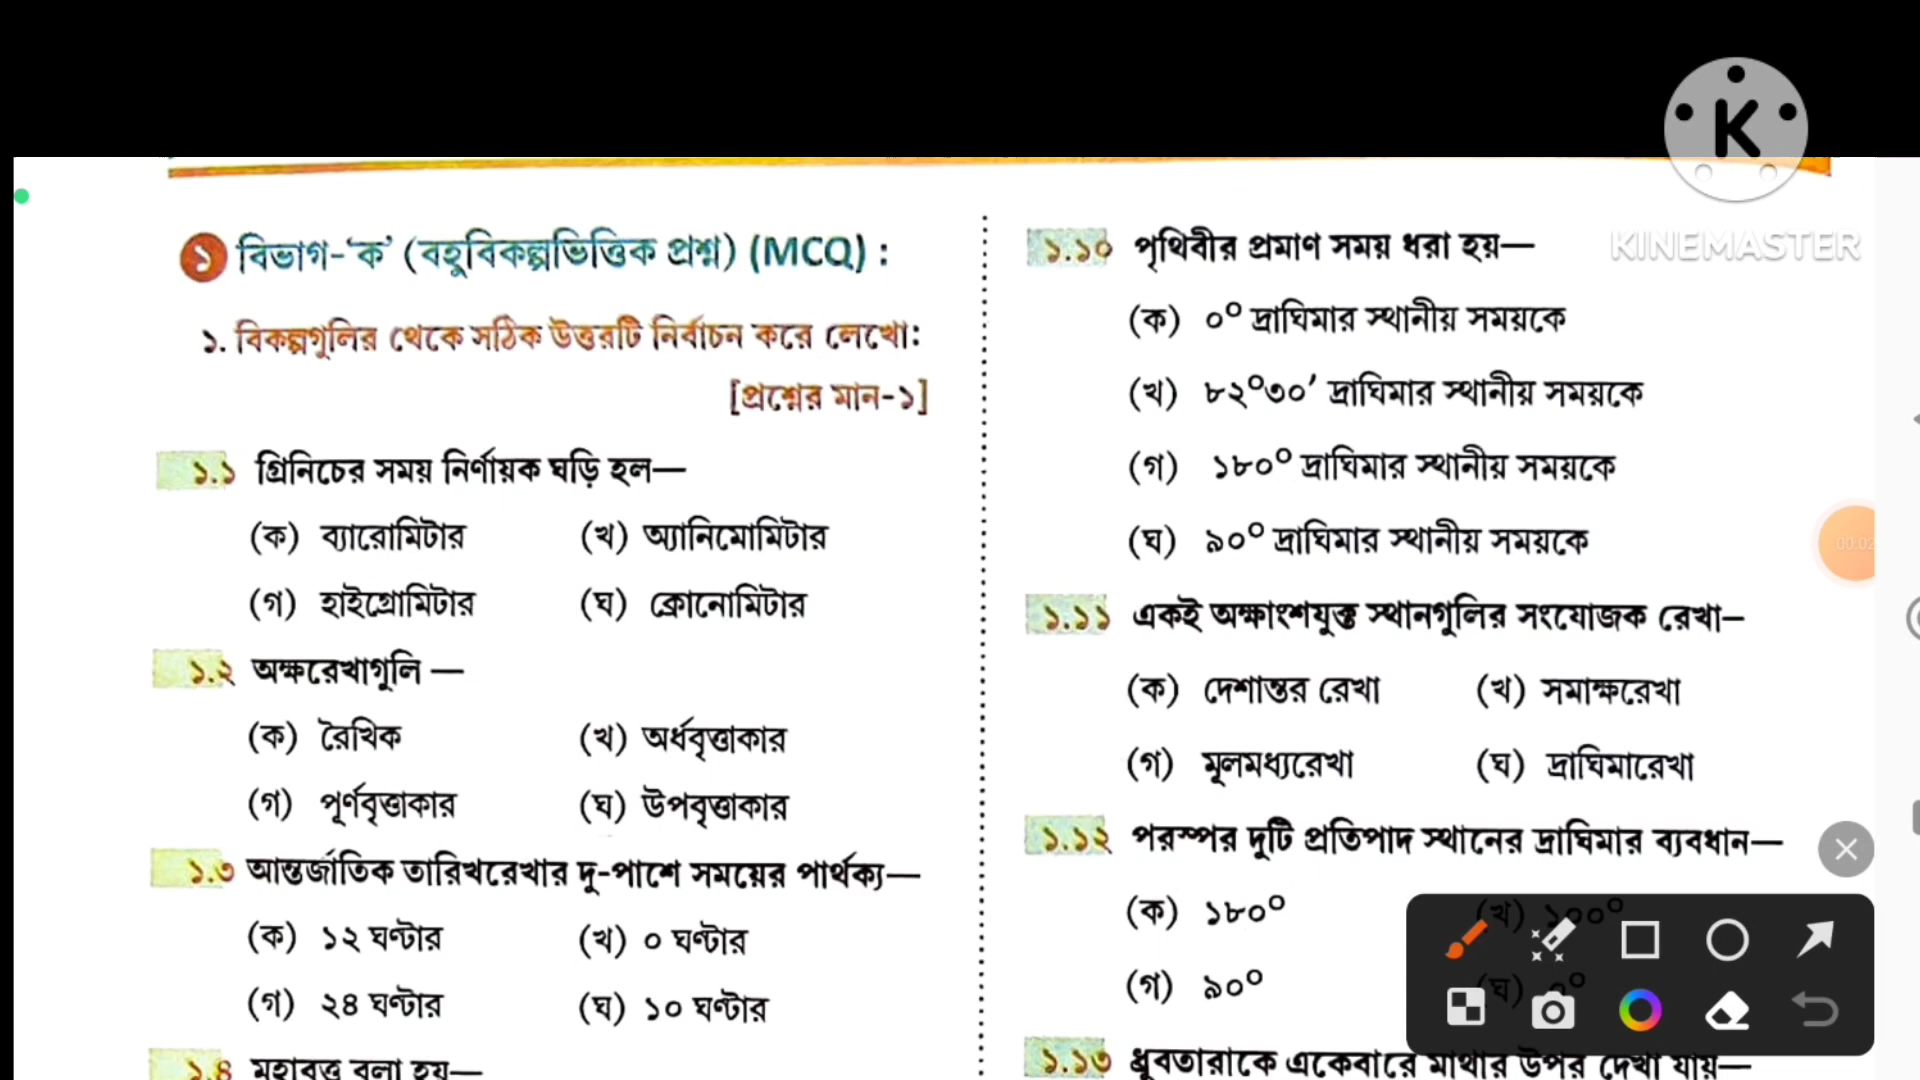 ১ বিভাগ-‘ক’ (বহুবিকল্পভিত্তিক প্রশ্ন) (MCQ) :
১. বিকল্পগুলির থেকে সঠিক উত্তরটি নির্বাচন করে লেখো:
[প্রশ্নের মান-১]
১.১ গ্রিনিচের সময় নির্ণায়ক ঘড়ি হল—
(ক) ব্যারোমিটার (খ) অ্যানিমোমিটার
(গ) হাইগ্রোমিটার (ঘ) ক্রোনোমিটার
১.২ অক্ষরেখাগুলি —
(ক) রৈখিক (খ) অর্ধবৃত্তাকার
(গ) পূর্ণবৃত্তাকার (ঘ) উপবৃত্তাকার
১.৩ আন্তর্জাতিক তারিখরেখার দু-পাশে সময়ের পার্থক্য—
(ক) ১২ ঘণ্টার (খ) ০ ঘণ্টার
(গ) ২৪ ঘণ্টার (ঘ) ১০ ঘণ্টার
১.৪ মহাবৃত্ত বলা হয়—
১.১০ পৃথিবীর প্রমাণ সময় ধরা হয়—
(ক) ০° দ্রাঘিমার স্থানীয় সময়কে
(খ) ৮২°৩০′ দ্রাঘিমার স্থানীয় সময়কে
(গ) ১৮০° দ্রাঘিমার স্থানীয় সময়কে
(ঘ) ৯০° দ্রাঘিমার স্থানীয় সময়কে
১.১১ একই অক্ষাংশযুক্ত স্থানগুলির সংযোজক রেখা—
(ক) দেশান্তর রেখা (খ) সমাক্ষরেখা
(গ) মূলমধ্যরেখা (ঘ) দ্রাঘিমারেখা
১.১২ পরস্পর দুটি প্রতিপাদ স্থানের দ্রাঘিমার ব্যবধান—
(ক) ১৮০° (খ) ১০০°
(গ) ৯০° (ঘ) ০°
১.১৩ ধ্রুবতারাকে একেবারে মাথার উপর দেখা যায়—
K
KINEMASTER
00:02